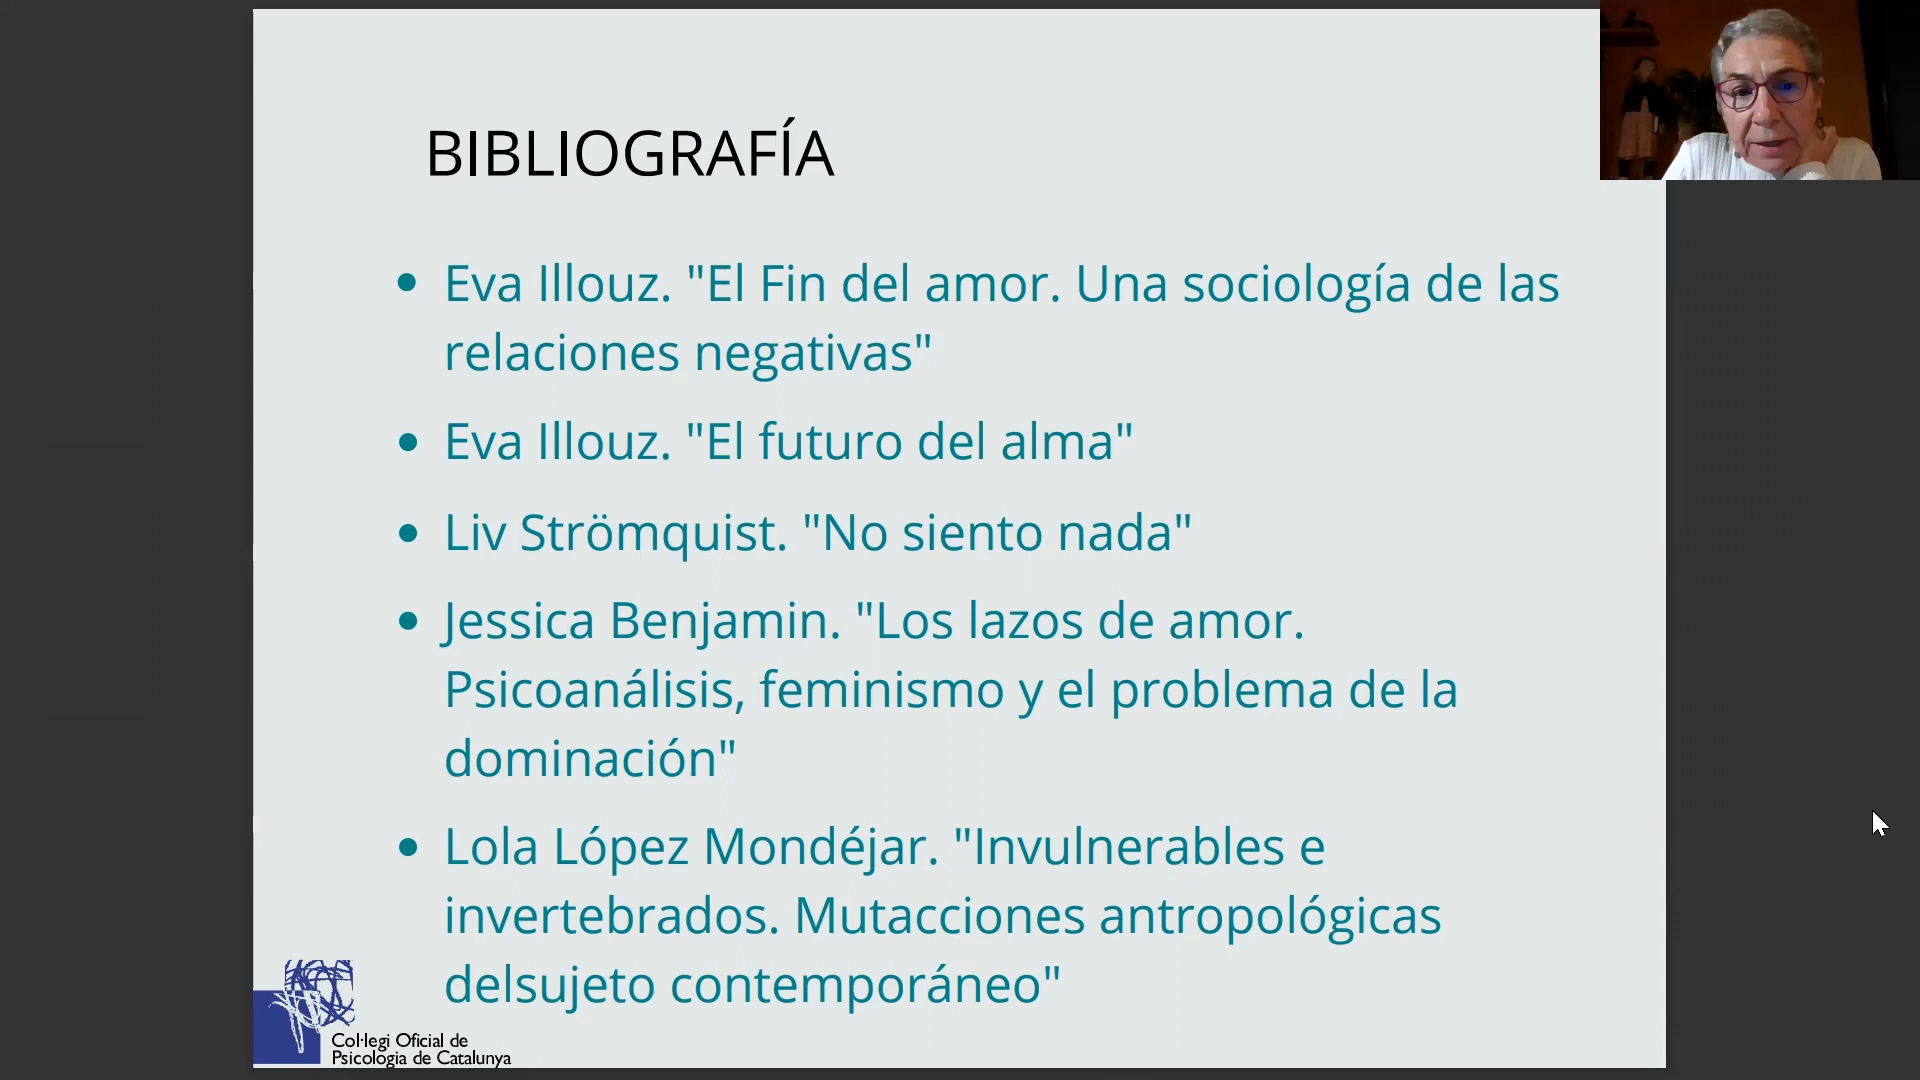 BIBLIOGRAFÍA
• Eva Illouz. "El Fin del amor. Una sociología de las
relaciones negativas"
• Eva Illouz. "El futuro del alma"
• Liv Strömquist. "No siento nada"
• Jessica Benjamin. "Los lazos de amor.
Psicoanálisis, feminismo y el problema de la
dominación"
• Lola López Mondéjar. "Invulnerables e
invertebrados. Mutacciones antropológicas
delsujeto contemporáneo"
Col·legi Oficial de
Psicologia de Catalunya